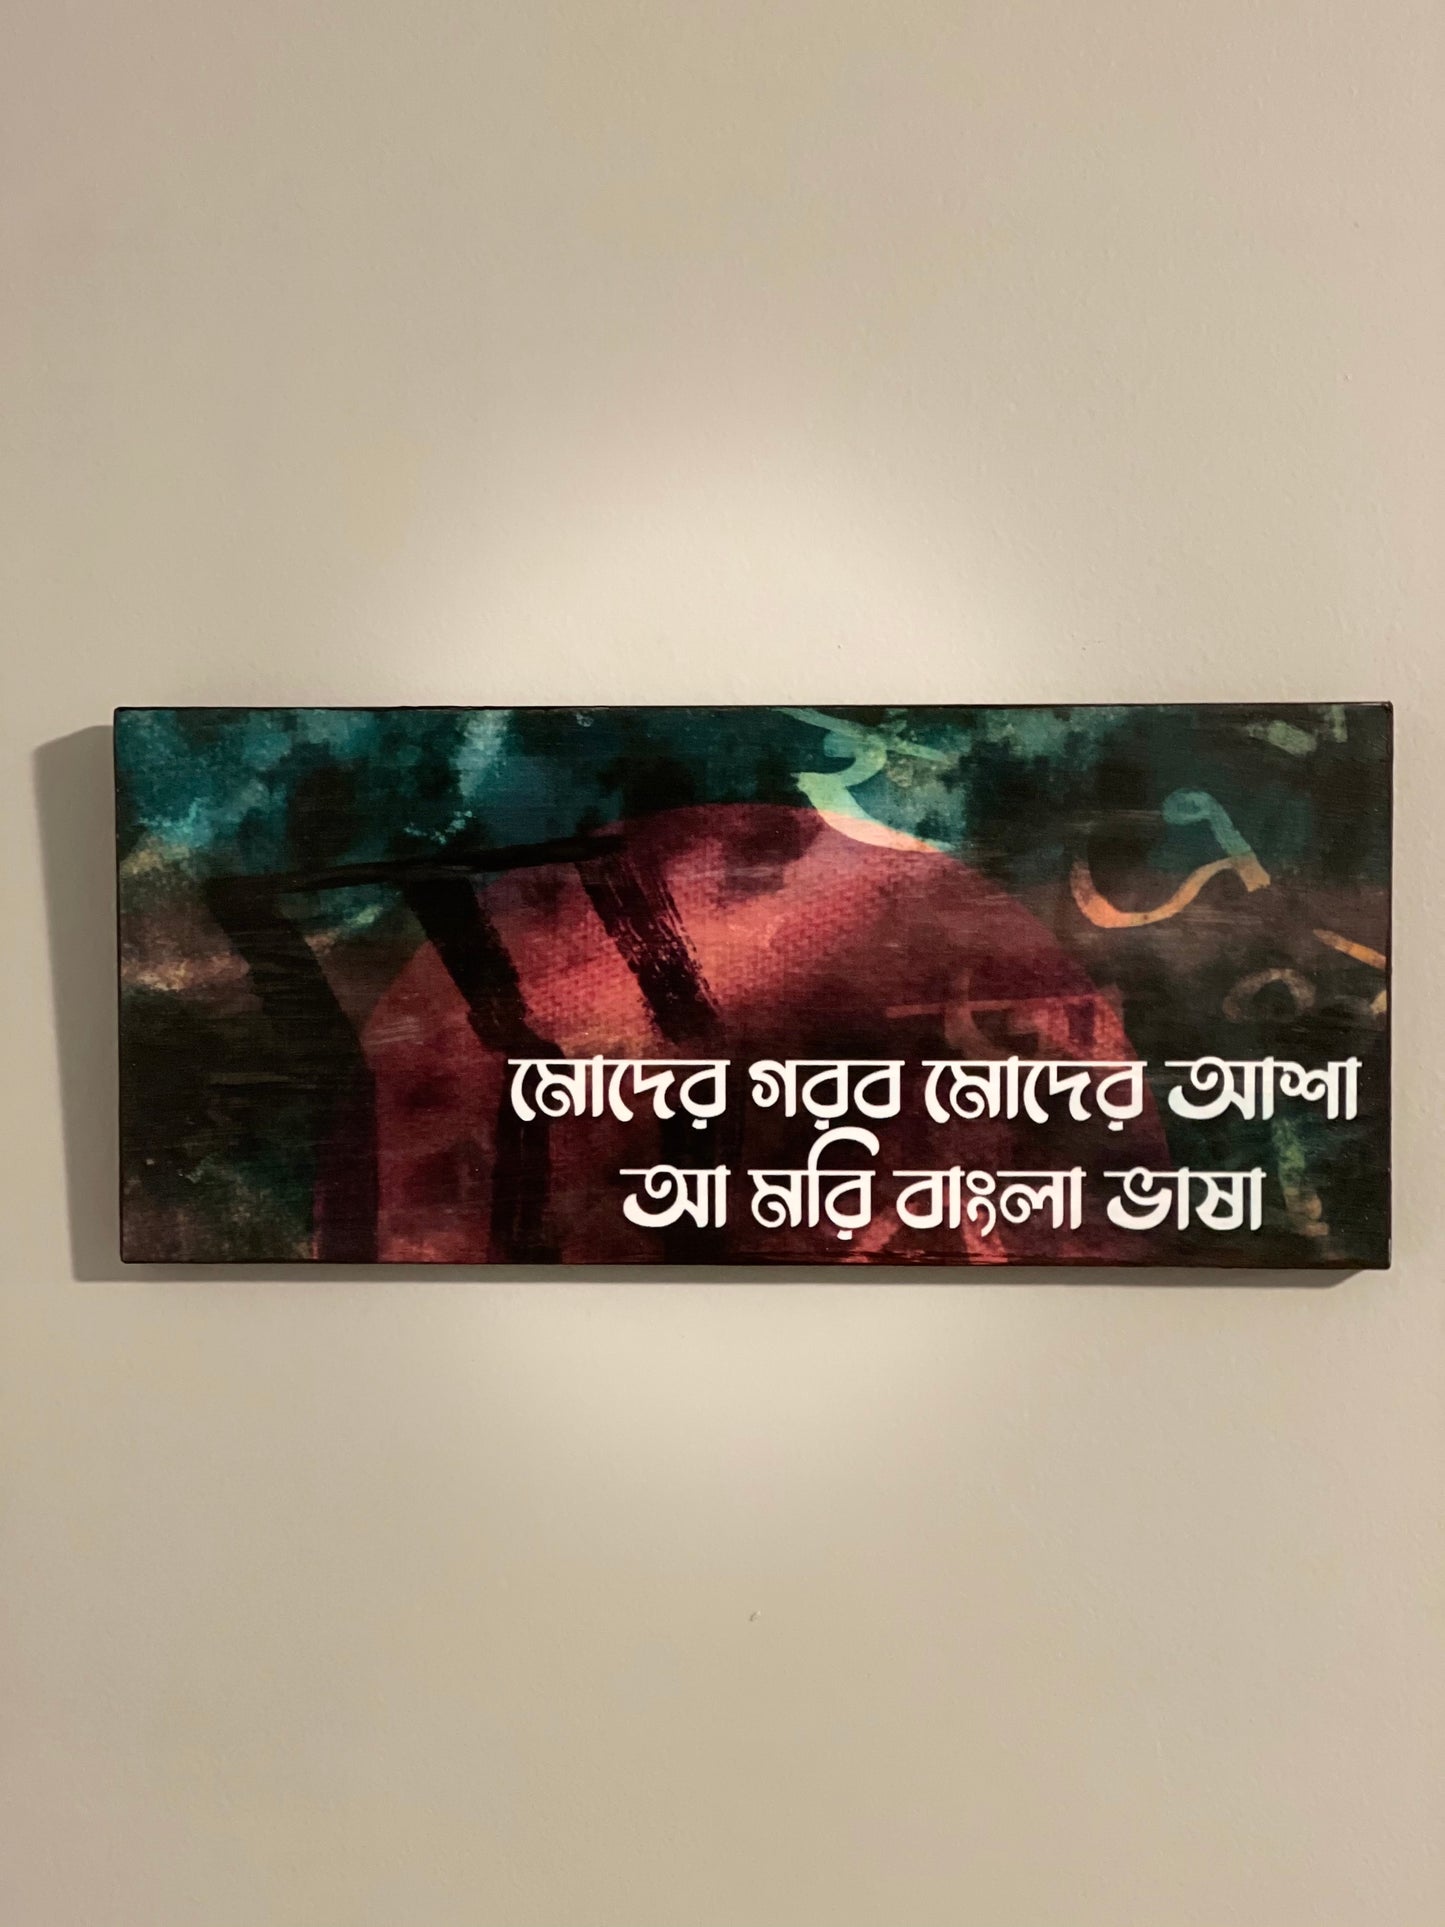 মোদের গরব মোদের আশা
আ মরি বাংলা ভাষা